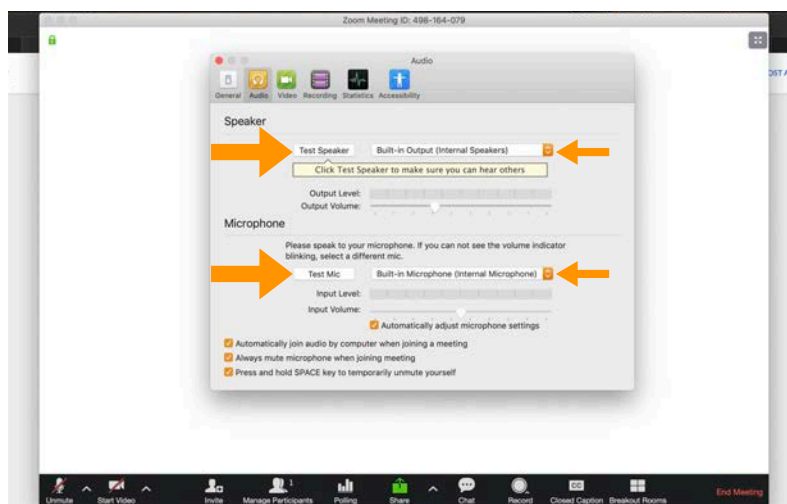 Zoom Meeting ID: 498-164-079
Audio
General Audio Video Recording Statistics Accessibility
Speaker
Test Speaker Built-in Output (Internal Speakers)
Click Test Speaker to make sure you can hear others
Output Level:
Output Volume:
Microphone
Please speak to your microphone. If you can not see the volume indicator
blinking, select a different mic.
Test Mic Built-in Microphone (Internal Microphone)
Input Level:
Input Volume:
Automatically adjust microphone settings
Automatically join audio by computer when joining a meeting
Always mute microphone when joining meeting
Press and hold SPACE key to temporarily unmute yourself
OST A
1
CC
Unmute Start Video Invite Manage Participants Polling Share Chat Record Closed Caption Breakout Rooms End Meeting